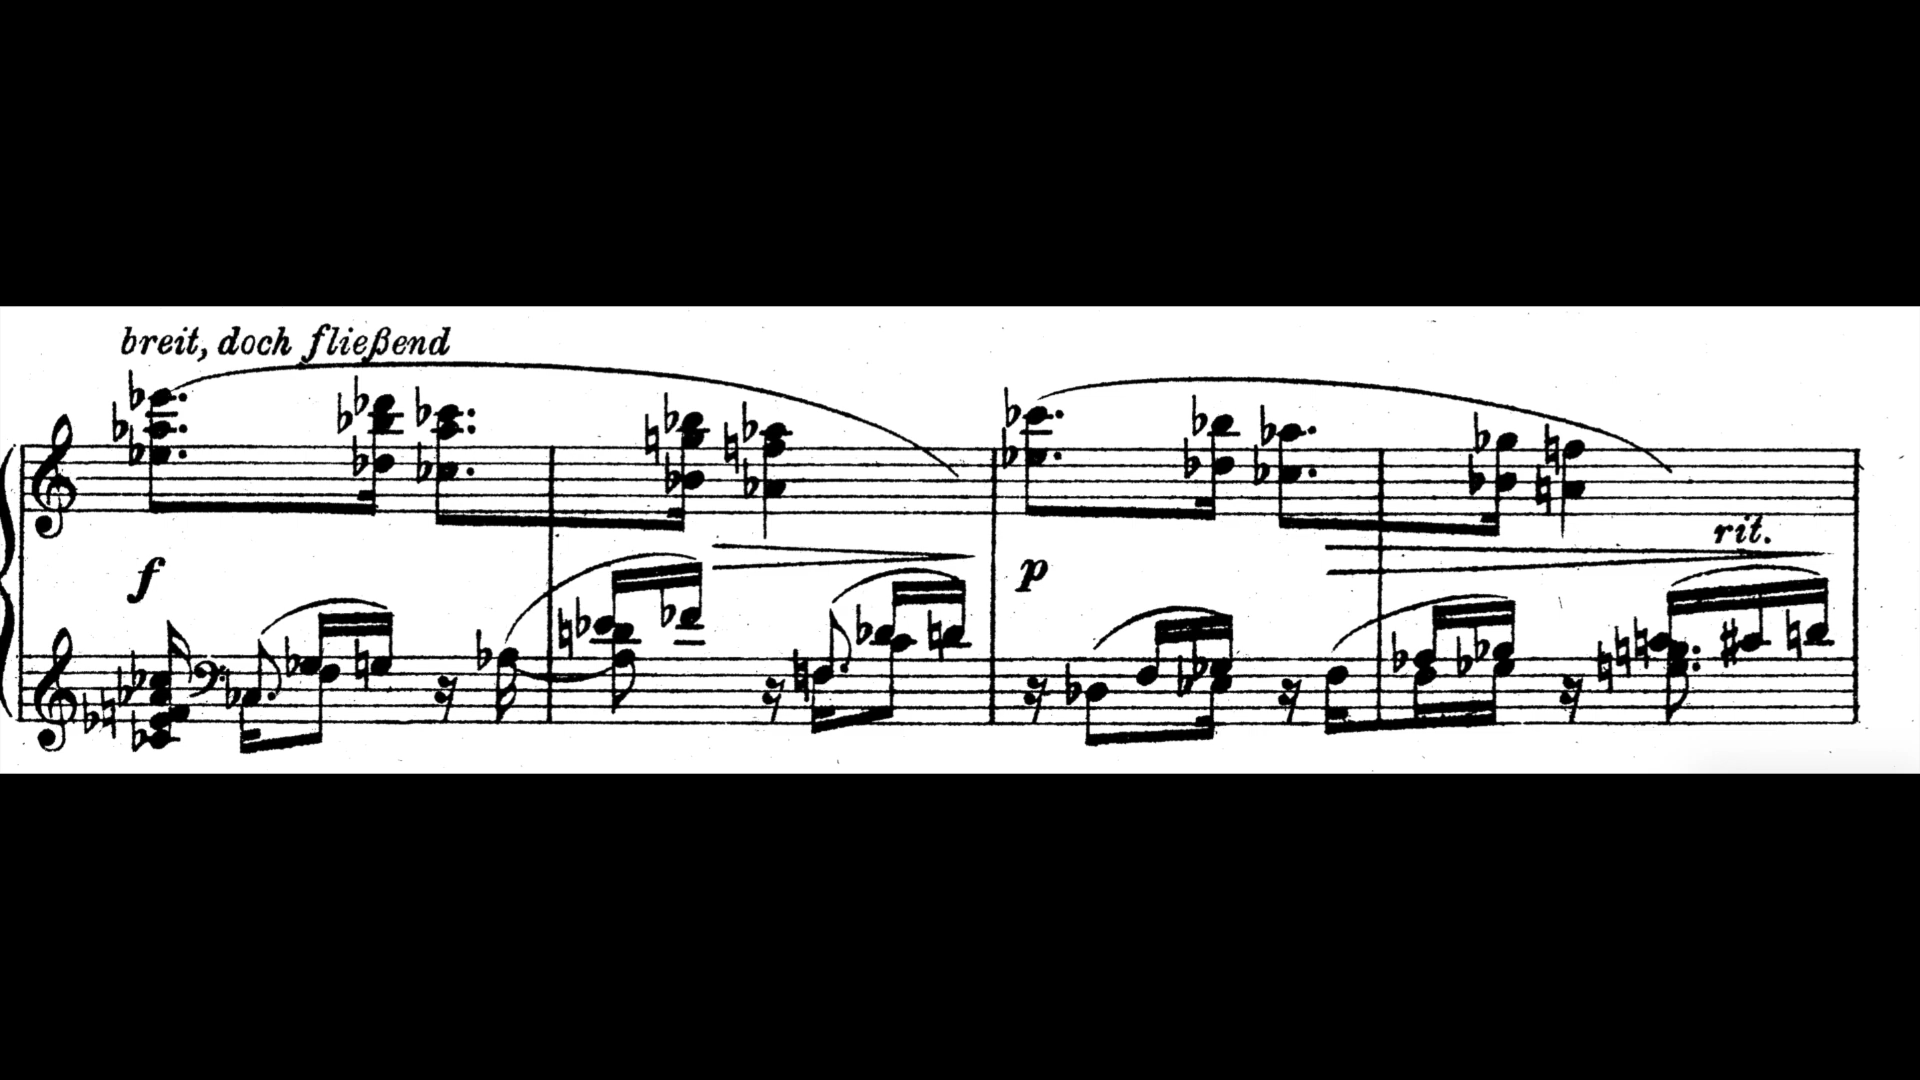 breit, doch fließend
f
p
rit.